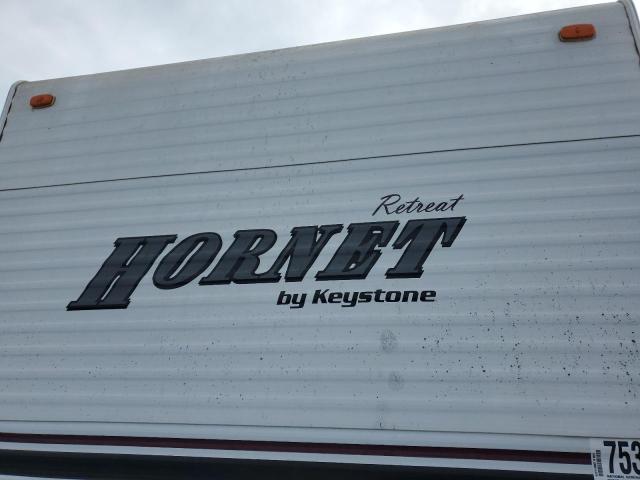 Retreat
HORNET
by Keystone
753